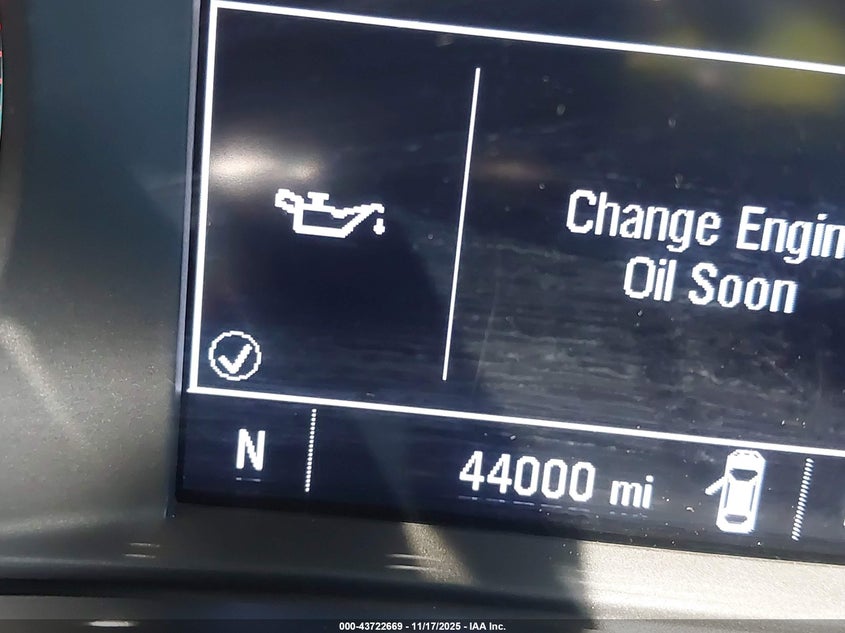 Change Engin
Oil Soon
N
44000 mi
000-43722669 - 11/17/2025 - IAA Inc.